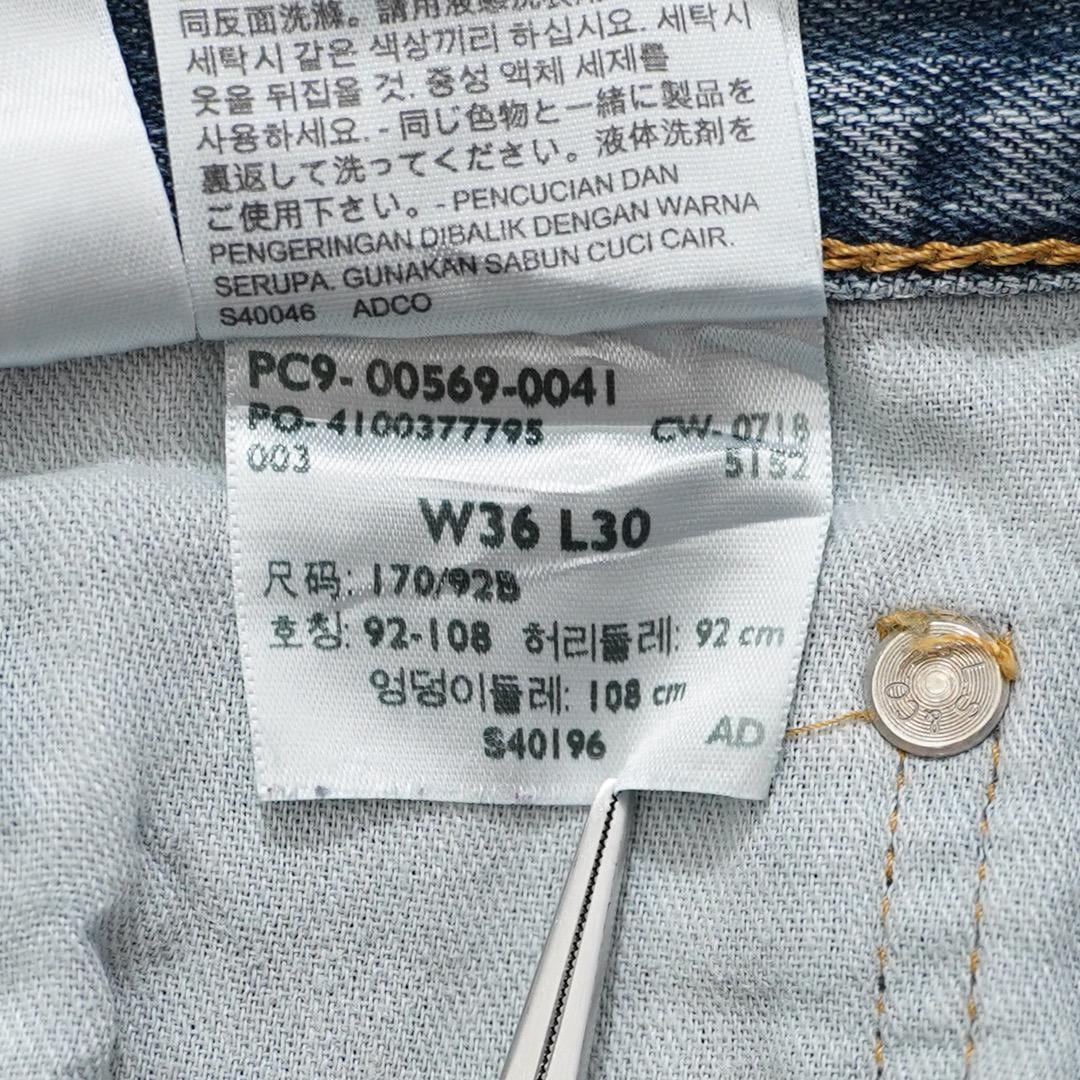 同反面洗滌。請用液
세탁시 같은 색상끼리 하십시요. 세탁시
옷을 뒤집을 것. 중성 액체 세제를
사용하세요. - 同じ色物と一緒に製品を
裏返して洗ってください。液体洗剤を
ご使用下さい。- PENCUCIAN DAN
PENGERINGAN DIBALIK DENGAN WARNA
SERUPA. GUNAKAN SABUN CUCI CAIR.
S40046 ADCO
PC9- 00569-0041
PO- 4100377795 CW- 0718
003 5152
W36 L30
尺码: 170/92B
호칭: 92-108 허리둘레: 92 cm
엉덩이둘레: 108 cm
S40196 AD